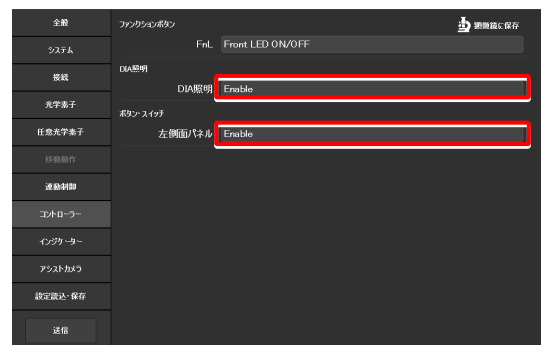 全般
システム
接続
光学素子
任意光学素子
移動動作
連動制御
コントローラー
インジケーター
アシストカメラ
設定読込・保存
送信
ファンクションボタン
顕微鏡に保存
FnL Front LED ON/OFF
DIA照明
DIA照明 Enable
ボタン・スイッチ
左側面パネル Enable